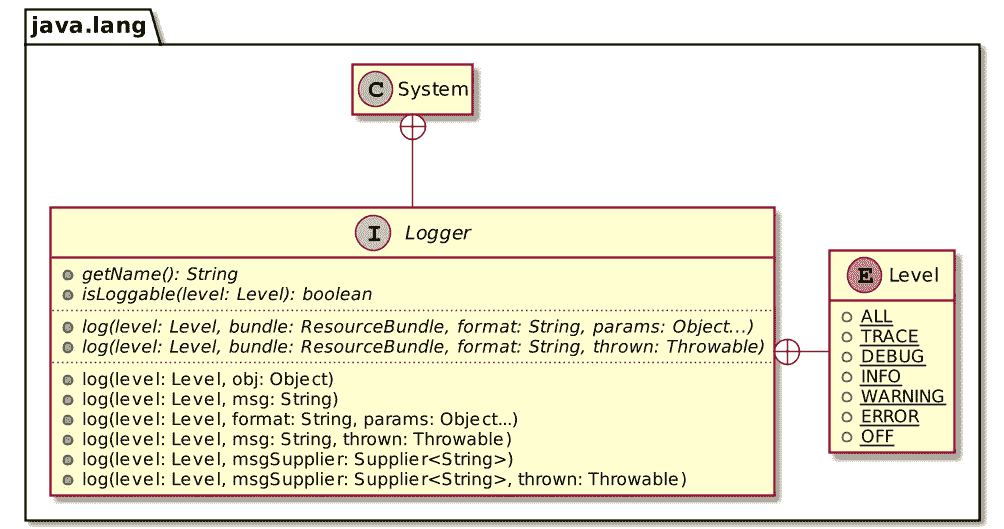 java.lang
C System
I Logger
getName(): String
isLoggable(level: Level): boolean
log(level: Level, bundle: ResourceBundle, format: String, params: Object...)
log(level: Level, bundle: ResourceBundle, format: String, thrown: Throwable)
log(level: Level, obj: Object)
log(level: Level, msg: String)
log(level: Level, format: String, params: Object...)
log(level: Level, msg: String, thrown: Throwable)
log(level: Level, msgSupplier: Supplier<String>)
log(level: Level, msgSupplier: Supplier<String>, thrown: Throwable)
E Level
ALL
TRACE
DEBUG
INFO
WARNING
ERROR
OFF